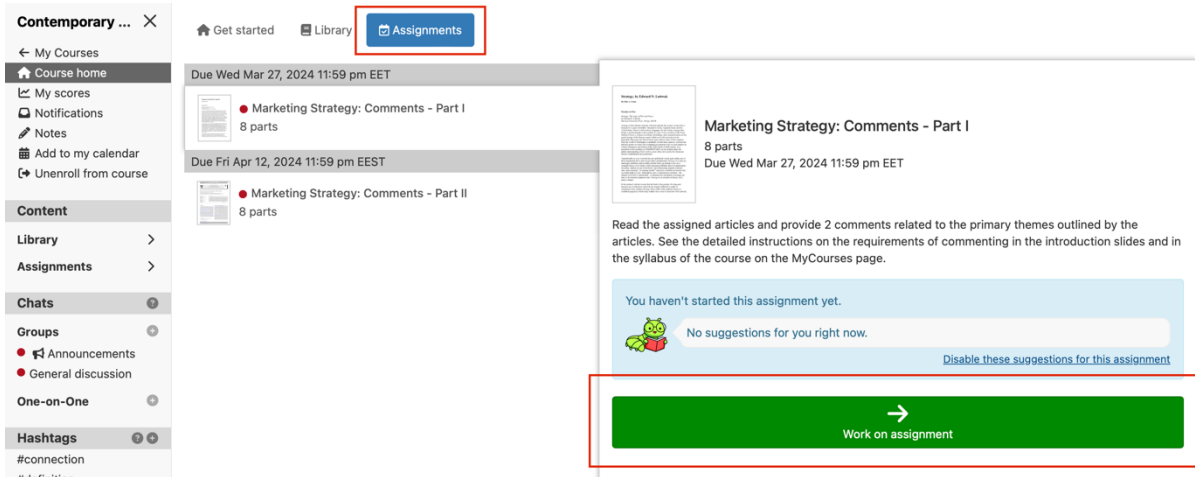 Contemporary ... ×
← My Courses
Course home
My scores
Notifications
Notes
Add to my calendar
Unenroll from course
Content
Library
Assignments
Chats
Groups
Announcements
General discussion
One-on-One
Hashtags
#connection
Get started
Library
Assignments
Due Wed Mar 27, 2024 11:59 pm EET
Marketing Strategy: Comments - Part I
8 parts
Due Fri Apr 12, 2024 11:59 pm EEST
Marketing Strategy: Comments - Part II
8 parts
Marketing Strategy: Comments - Part I
8 parts
Due Wed Mar 27, 2024 11:59 pm EET
Read the assigned articles and provide 2 comments related to the primary themes outlined by the
articles. See the detailed instructions on the requirements of commenting in the introduction slides and in
the syllabus of the course on the MyCourses page.
You haven't started this assignment yet.
No suggestions for you right now.
Disable these suggestions for this assignment
→
Work on assignment